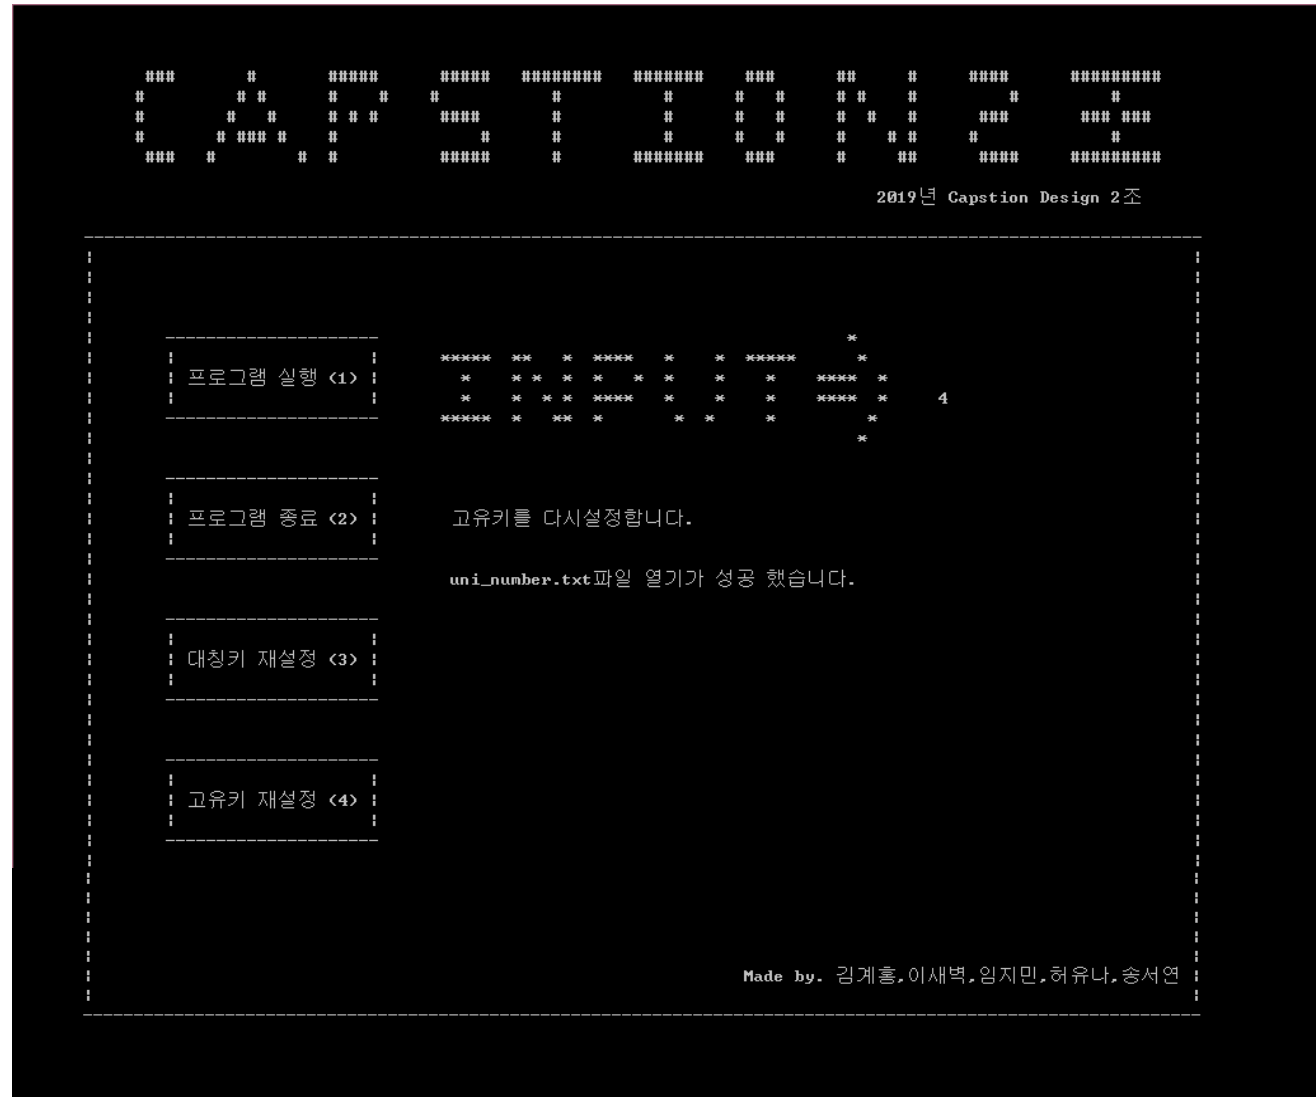 CAPSTION 2조
2019년 Capstion Design 2조
INPUT
프로그램 실행 (1)
4
프로그램 종료 (2)
고유키를 다시설정합니다.
uni_number.txt파일 열기가 성공 했습니다.
대칭키 재설정 (3)
고유키 재설정 (4)
Made by. 김계홍,이새벽,임지민,허유나,송서연